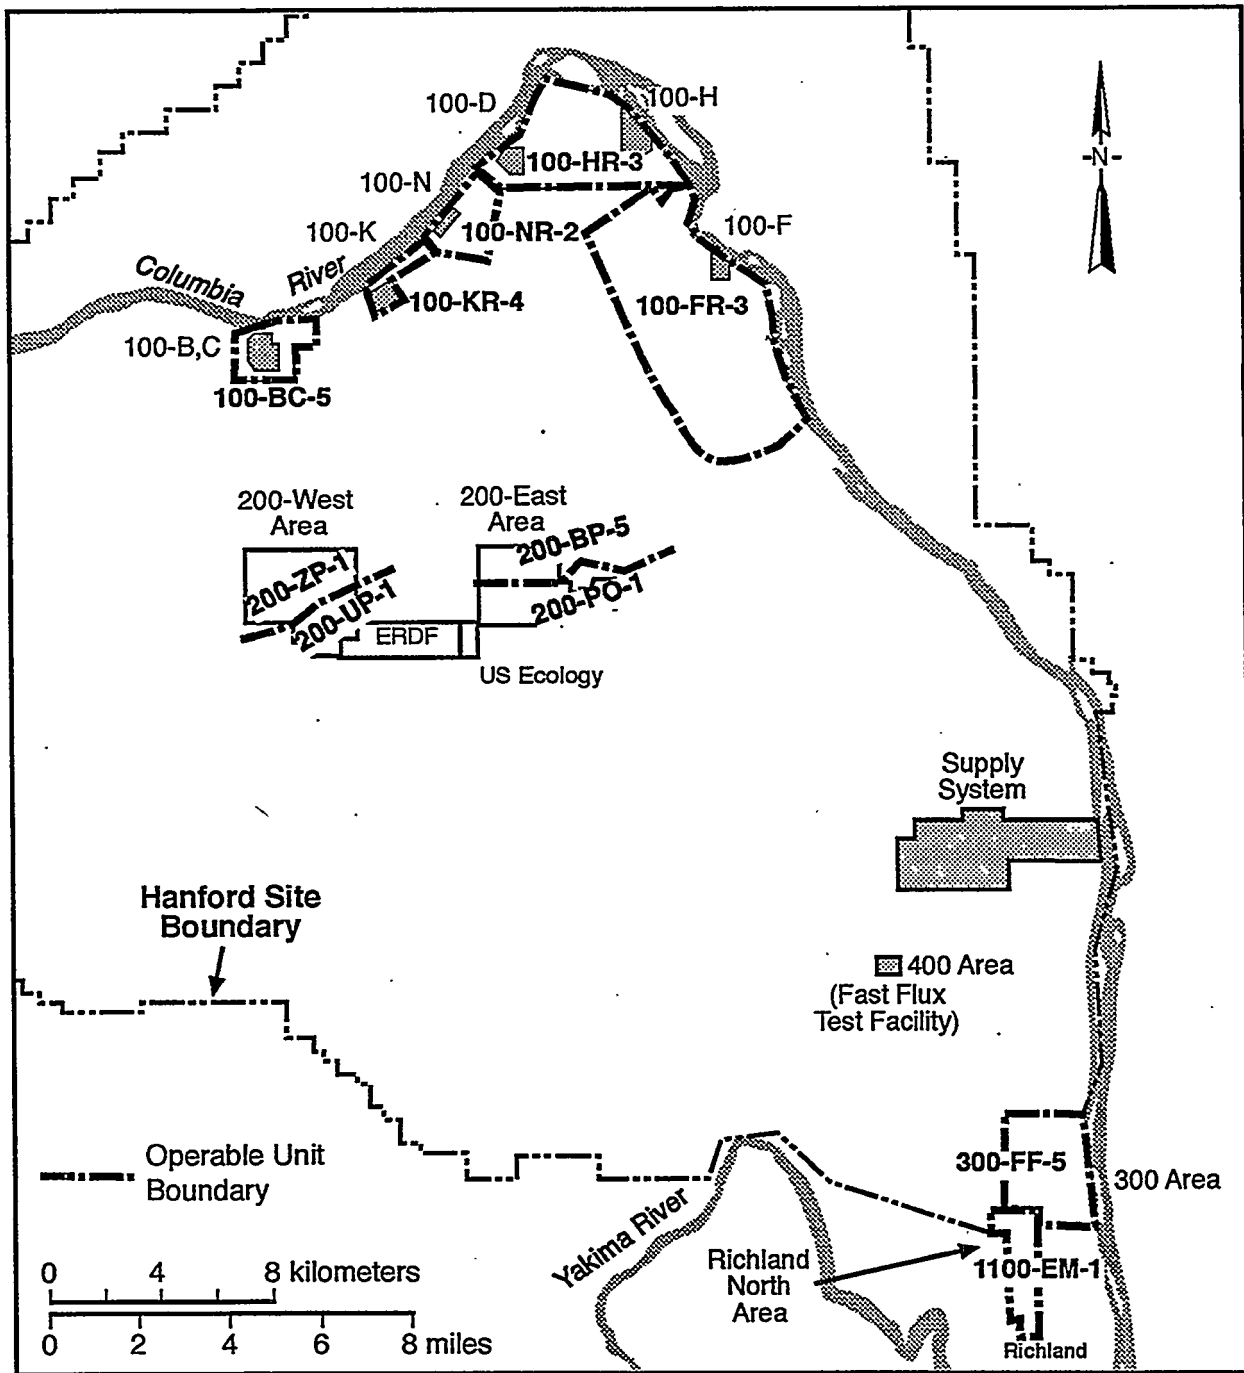 100-D
100-H
100-HR-3
100-N
100-K
100-NR-2
100-F
Columbia
River
100-KR-4
100-FR-3
100-B,C
100-BC-5
N
200-West
Area
200-East
Area
200-BP-5
200-ZP-1
200-UP-1
200-PO-1
ERDF
US Ecology
Supply
System
Hanford Site
Boundary
400 Area
(Fast Flux
Test Facility)
Operable Unit
Boundary
300-FF-5
300 Area
Yakima River
Richland
North
Area
1100-EM-1
Richland
0 4 8 kilometers
0 2 4 6 8 miles